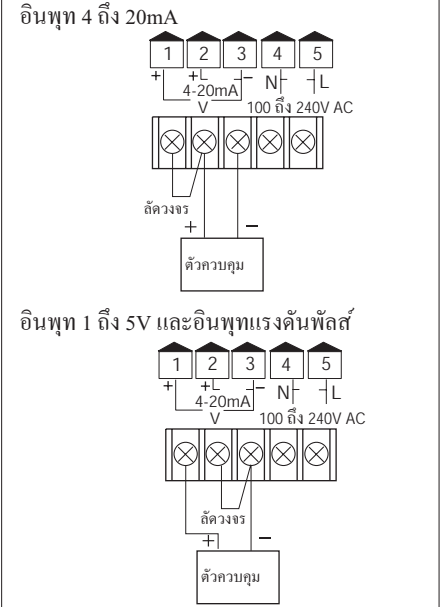 อินพุท 4 ถึง 20mA
1 2 3 4 5
+ + − N L
4-20mA
V 100 ถึง 240V AC
ลัดวงจร
+ −
ตัวควบคุม
อินพุท 1 ถึง 5V และอินพุทแรงดันพัลส์
1 2 3 4 5
+ + − N L
4-20mA
V 100 ถึง 240V AC
ลัดวงจร
+ −
ตัวควบคุม